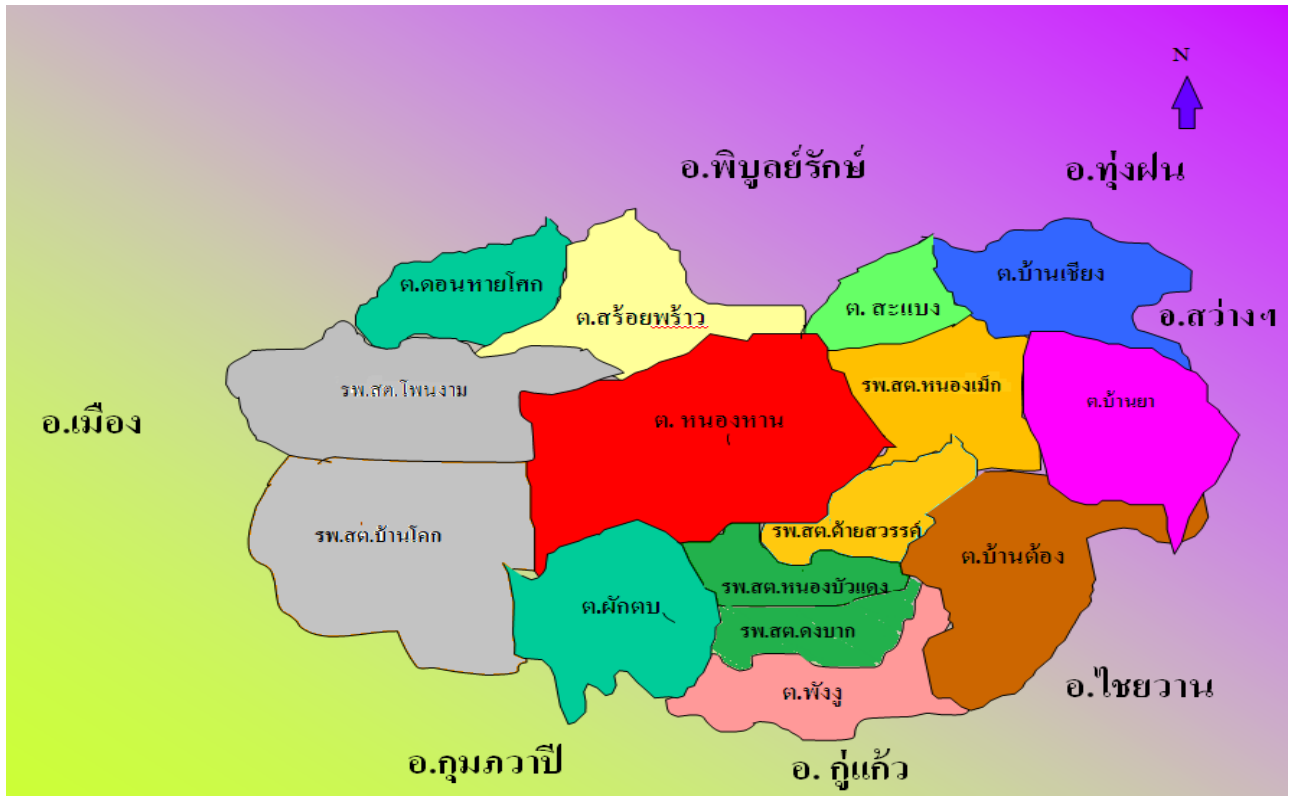 N
อ.พิบูลย์รักษ์
อ.ทุ่งฝน
ต.ดอนหายโศก
ต.สร้อยพร้าว
ต. สะแบง
ต.บ้านเชียง
อ.สว่างฯ
รพ.สต.โพนงาม
ต. หนองหาน
รพ.สต.หนองเม็ก
ต.บ้านยา
อ.เมือง
รพ.สต.บ้านโคก
รพ.สต.ต้ายสวรรค์
ต.บ้านต้อง
ต.ผักตบ
รพ.สต.หนองบัวแดง
รพ.สต.ดงบาก
ต.พังงู
อ.ไชยวาน
อ.กุมภวาปี
อ. กู่แก้ว